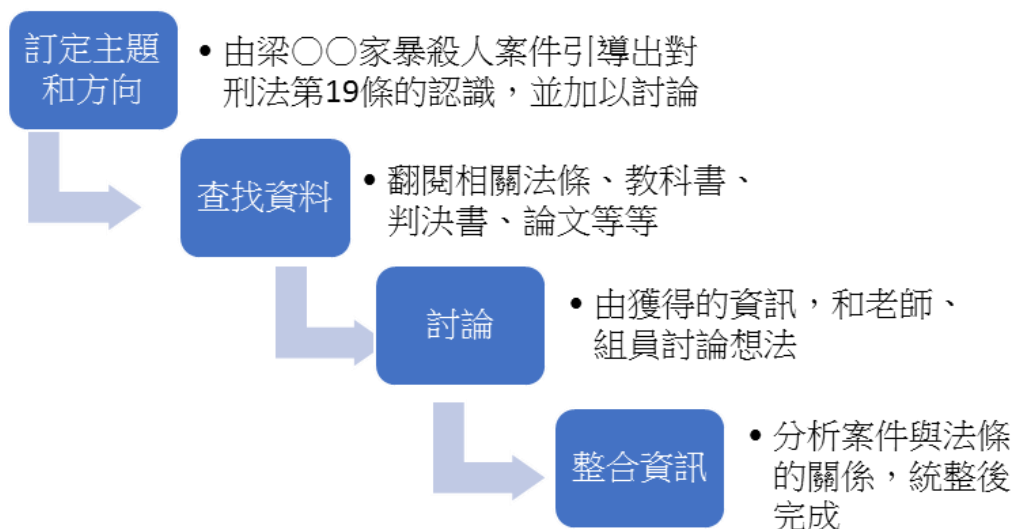 訂定主題
和方向
• 由梁○○家暴殺人案件引導出對
刑法第19條的認識，並加以討論
查找資料
• 翻閱相關法條、教科書、
判決書、論文等等
討論
• 由獲得的資訊，和老師、
組員討論想法
整合資訊
• 分析案件與法條
的關係，統整後
完成